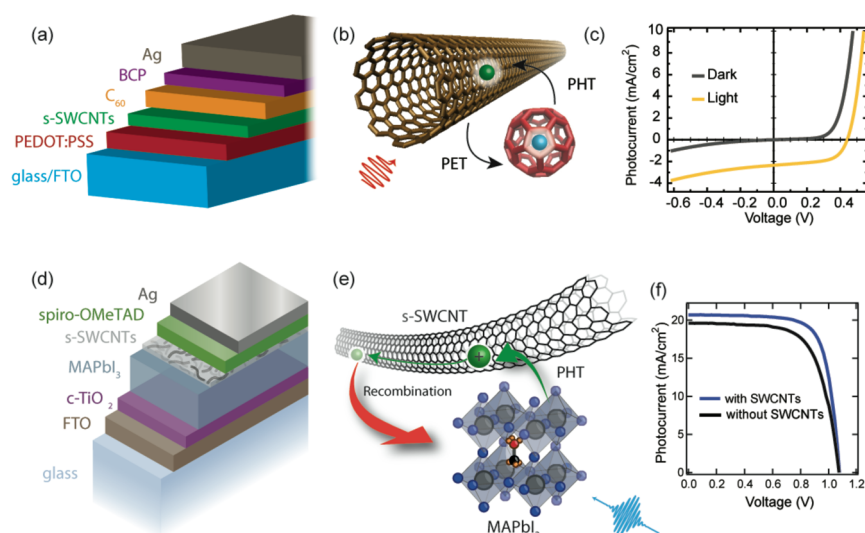 (a)
Ag
BCP
C60
s-SWCNTs
PEDOT:PSS
glass/FTO
(b)
PHT
PET
(c)
Photocurrent (mA/cm²)
10
8
6
4
2
0
-2
-4
Dark
Light
-0.6 -0.4 -0.2 0.0 0.2 0.4
Voltage (V)
(d)
Ag
spiro-OMeTAD
s-SWCNTs
MAPbI3
c-TiO 2
FTO
glass
(e)
s-SWCNT
+
+
PHT
Recombination
MAPbI
(f)
Photocurrent (mA/cm²)
20
15
10
5
0
with SWCNTs
without SWCNTs
0.0 0.2 0.4 0.6 0.8 1.0 1.2
Voltage (V)